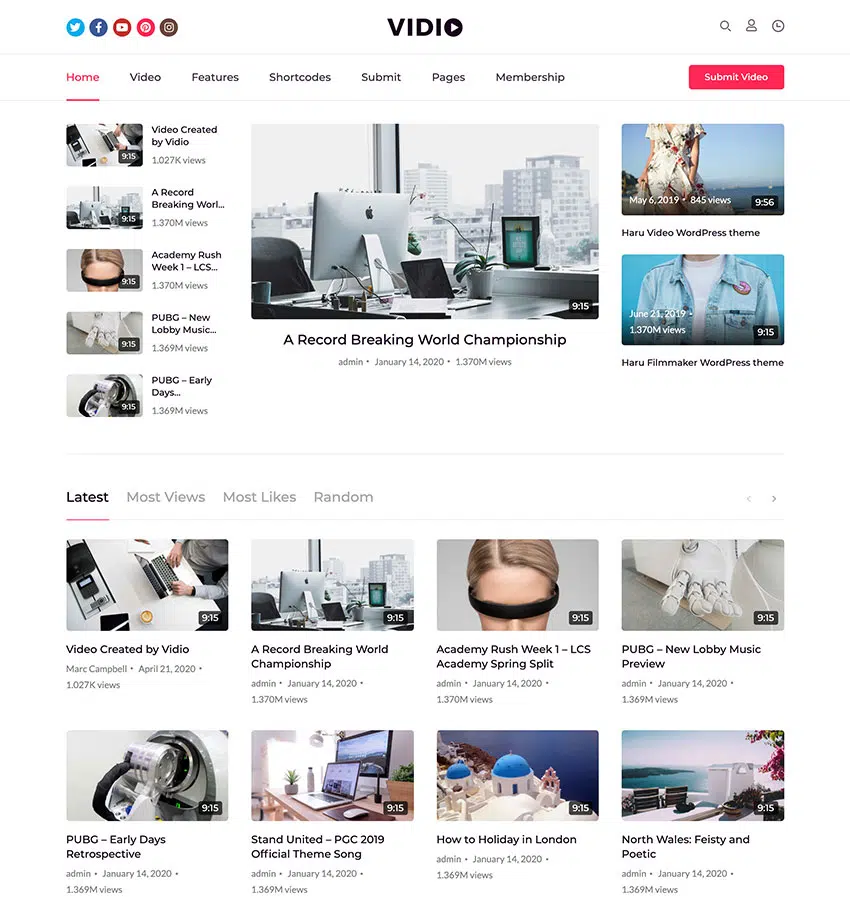 VIDIO
Home Video Features Shortcodes Submit Pages Membership Submit Video
9:15
Video Created
by Vidio
1.027K views
9:15
A Record
Breaking Worl...
1.370M views
9:15
Academy Rush
Week 1 – LCS...
1.370M views
9:15
PUBG – New
Lobby Music...
1.369M views
9:15
PUBG – Early
Days...
1.369M views
9:15
A Record Breaking World Championship
admin • January 14, 2020 • 1.370M views
May 6, 2019 • 845 views
9:56
Haru Video WordPress theme
June 21, 2019 •
1.370M views
9:15
Haru Filmmaker WordPress theme
Latest Most Views Most Likes Random
9:15
Video Created by Vidio
Marc Campbell • April 21, 2020 •
1.027K views
9:15
A Record Breaking World
Championship
admin • January 14, 2020 •
1.370M views
9:15
Academy Rush Week 1 – LCS
Academy Spring Split
admin • January 14, 2020 •
1.370M views
9:15
PUBG – New Lobby Music
Preview
admin • January 14, 2020 •
1.369M views
9:15
PUBG – Early Days
Retrospective
admin • January 14, 2020 •
1.369M views
9:15
Stand United – PGC 2019
Official Theme Song
admin • January 14, 2020 •
1.369M views
9:15
How to Holiday in London
admin • January 14, 2020 •
1.369M views
9:15
North Wales: Feisty and
Poetic
admin • January 14, 2020 •
1.369M views